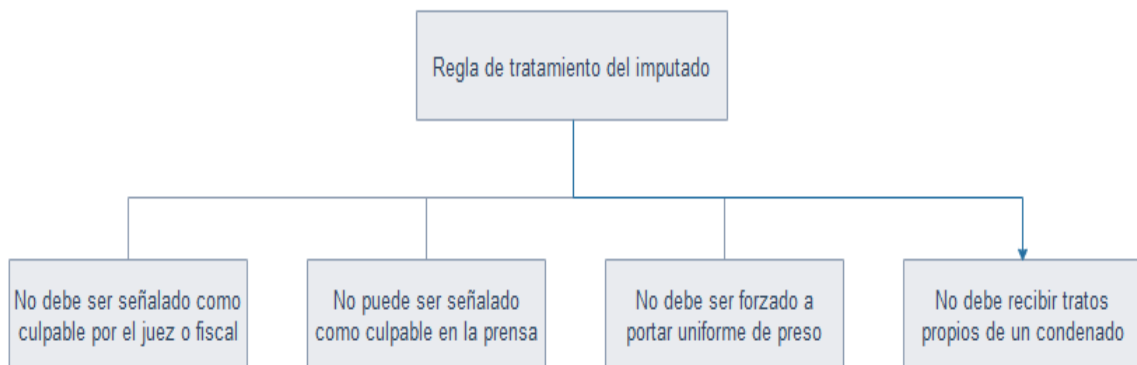 Regla de tratamiento del imputado
No debe ser señalado como
culpable por el juez o fiscal
No puede ser señalado
como culpable en la prensa
No debe ser forzado a
portar uniforme de preso
No debe recibir tratos
propios de un condenado